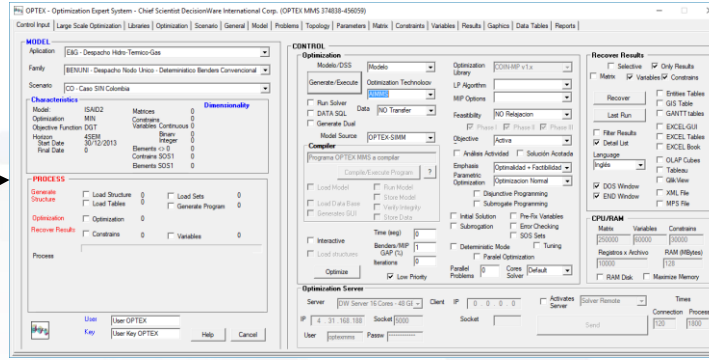 OPTEX - Optimization Expert System - Chief Scientist DecisionWare International Corp. (OPTEX MMS 374838-456059)
Control Input | Large Scale Optimization | Libraries | Optimization | Scenario | General | Model | Problems | Topology | Parameters | Matrix | Constraints | Variables | Results | Gaphics | Data Tables | Reports
MODEL
Aplication E&G - Despacho Hidro-Termico-Gas
Family BENUNI - Despacho Nodo Unico - Deterministico Benders Convencional
Scenario CO - Caso SIN Colombia
Characteristics
Dimensionality
Model: ISAID2 Matrices 0
Optimization MIN Constrains 0
Objective Function DGT Variables Continuous 0
Binary 0
Horizon 4SEM Integer 0
Start Date 30/12/2013 Elements <> 0 0
Final Date 0 Contrains SOS1 0
Elements SOS1 0
PROCESS
Generate Structure
Load Structure 0 Load Sets 0
Load Tables 0 Generate Program 0
Optimization Optimization 0
Recover Results Constrains 0 Variables 0
Process
User User OPTEX
Key User Key OPTEX
Help Cancel
CONTROL
Optimization
Models/DSS Modelo
Generate/Execute Optimization Technology
Run Solver
DATA SQL Data NO Transfer
Generate Dual
Model Source OPTEX-SIMM
Compiler
Programa OPTEX MMS a compilar
Compile/Execute Program ?
Load Model Run Model
Store Model
Load Data Base Verify Integrity
Generates GUI Store Data
Interactive Time (seg) 0
Load structures Benders/MIP GAP (%) 1
Iterations 0
Optimize Low Priority
Optimization Library COIN-MP v1.x
LP Algorithm
MIP Options
Feastibility NO Relajacion
Phase I Phase II Phase III
Objective Activa
Análisis Actividad Solución Acotada
Emphasis Optimalidad + Factibilidad
Parametric Optimization Optimizacion Normal
Disjunctive Programming
Subrogate Programming
Initial Solution Pre-Fix Variables
Subrogation Error Checking
SOS Sets
Deterministic Mode Tuning
Paralel Optimization
Paralel Problems 0 Cores Solver Default
Optimization Server
Server DW Server 16 Cores - 48 G Client IP 0 . 0 . 0 . 0
IP 4 . 31 . 168 . 188 Socket 5000 Socket
User optexmms Passw
Activates Server Solver Remote
Send
Times
Connection Process
120 1800
Recover Results
Selective Only Results
Matrix Variables Constrains
Recover
Last Run
Filter Results
Detail List
Language
Inglés
DOS Window
END Window
Entities Tables
GIS Table
GANTT tables
EXCEL-GUI
EXCEL Tables
EXCEL Book
OLAP Cubes
Tableau
QlikView
XML File
MPS File
CPU/RAM
Matrix Variables Constrains
250000 60000 30000
Registros x Archivo RAM (MBytes)
10000 128
RAM Disk Maximize Memory